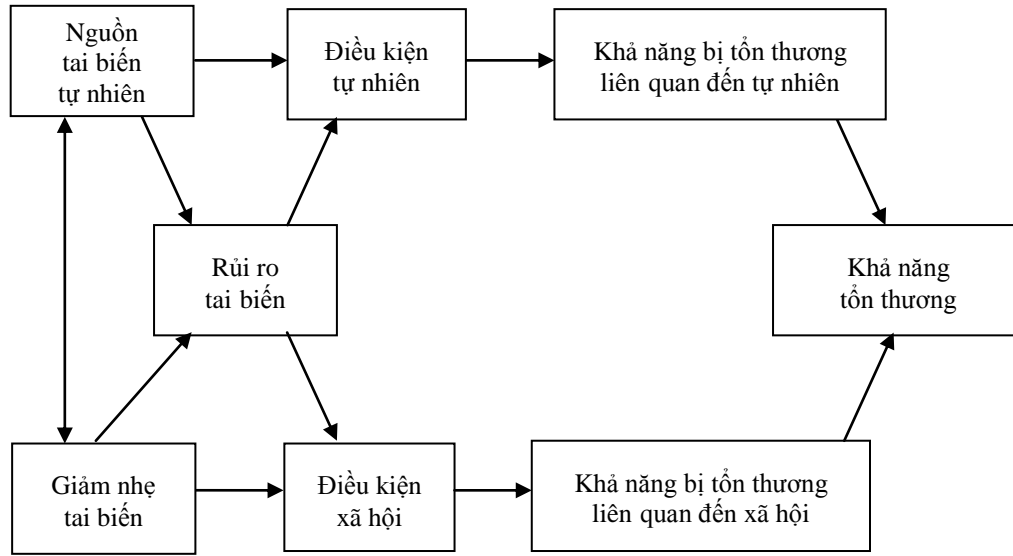 Nguồn
tai biến
tự nhiên
Điều kiện
tự nhiên
Khả năng bị tổn thương
liên quan đến tự nhiên
Rủi ro
tai biến
Khả năng
tổn thương
Giảm nhẹ
tai biến
Điều kiện
xã hội
Khả năng bị tổn thương
liên quan đến xã hội